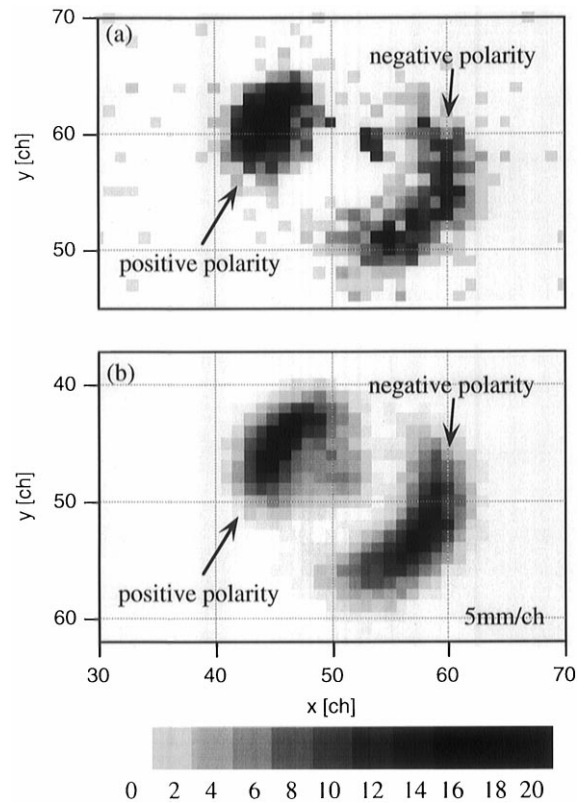 70
(a)
negative polarity
60
y [ch]
50
positive polarity
(b)
40
negative polarity
50
y [ch]
positive polarity
60
5mm/ch
30 40 50 60 70
x [ch]
0 2 4 6 8 10 12 14 16 18 20